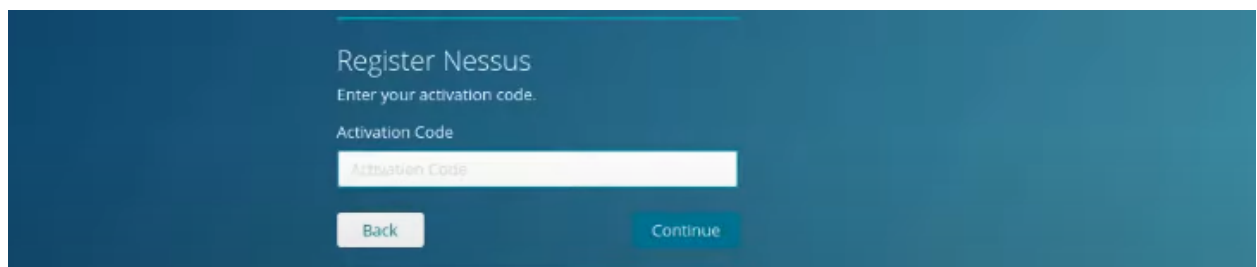 Register Nessus
Enter your activation code.
Activation Code
Activation Code
Back
Continue